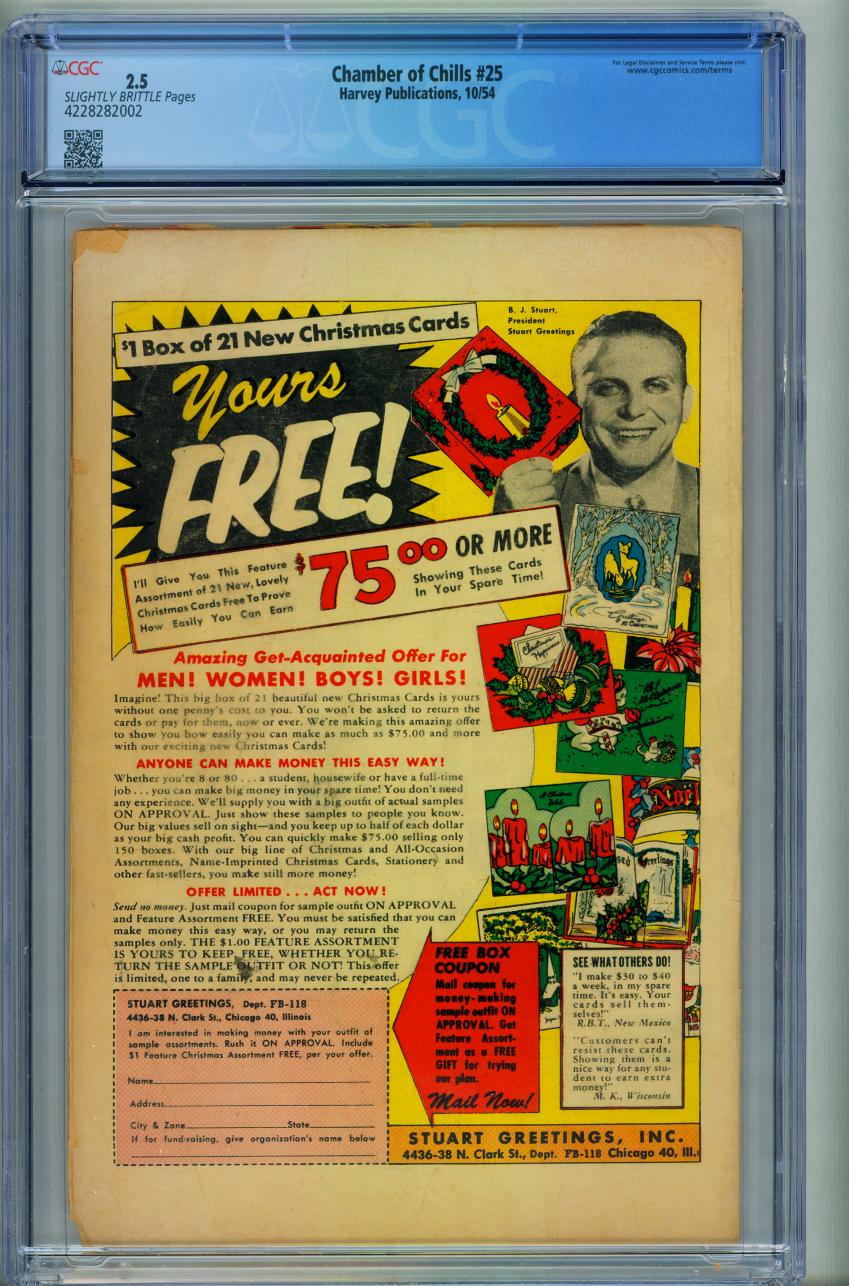 CGC
2.5
SLIGHTLY BRITTLE Pages
4228282002
Chamber of Chills #25
Harvey Publications, 10/54
For Legal Disclaimer and Service Terms please visit:
www.cgccomics.com/terms
CGC
B. J. Stuart,
President
Stuart Greetings
$1 Box of 21 New Christmas Cards
Yours
FREE!
I'll Give You This Feature
Assortment of 21 New, Lovely
Christmas Cards Free To Prove
How Easily You Can Earn
$75.00 OR MORE
Showing These Cards
In Your Spare Time!
Greetings
AT CHRISTMAS
Christmas
Happiness
Amazing Get-Acquainted Offer For
MEN! WOMEN! BOYS! GIRLS!
Imagine! This big box of 21 beautiful new Christmas Cards is yours
without one penny's cost to you. You won't be asked to return the
cards or pay for them, now or ever. We're making this amazing offer
to show you how easily you can make as much as $75.00 and more
with our exciting new Christmas Cards!
ANYONE CAN MAKE MONEY THIS EASY WAY!
Whether you're 8 or 80 . . . a student, housewife or have a full-time
job . . . you can make big money in your spare time! You don't need
any experience. We'll supply you with a big outfit of actual samples
ON APPROVAL. Just show these samples to people you know.
Our big values sell on sight—and you keep up to half of each dollar
as your big cash profit. You can quickly make $75.00 selling only
150 boxes. With our big line of Christmas and All-Occasion
Assortments, Name-Imprinted Christmas Cards, Stationery and
other fast-sellers, you make still more money!
A Christmas
Wish
Noël
Greetings
OFFER LIMITED . . . ACT NOW!
Send no money. Just mail coupon for sample outfit ON APPROVAL
and Feature Assortment FREE. You must be satisfied that you can
make money this easy way, or you may return the
samples only. THE $1.00 FEATURE ASSORTMENT
IS YOURS TO KEEP FREE, WHETHER YOU RE-
TURN THE SAMPLE OUTFIT OR NOT! This offer
is limited, one to a family, and may never be repeated.
FREE BOX
COUPON
Mail coupon for
money-making
sample outfit ON
APPROVAL. Get
Feature Assort-
ment as a FREE
GIFT for trying
our plan.
Mail Now!
SEE WHAT OTHERS DO!
"I make $30 to $40
a week, in my spare
time. It's easy. Your
cards sell them-
selves!"
R.B.T., New Mexico
"Customers can't
resist these cards.
Showing them is a
nice way for any stu-
dent to earn extra
money!"
M. K., Wisconsin
STUART GREETINGS, Dept. FB-118
4436-38 N. Clark St., Chicago 40, Illinois
I am interested in making money with your outfit of
sample assortments. Rush it ON APPROVAL. Include
$1 Feature Christmas Assortment FREE, per your offer.
Name
Address
City & Zone State
If for fund-raising, give organization's name below
STUART GREETINGS, INC.
4436-38 N. Clark St., Dept. FB-118 Chicago 40, Ill.